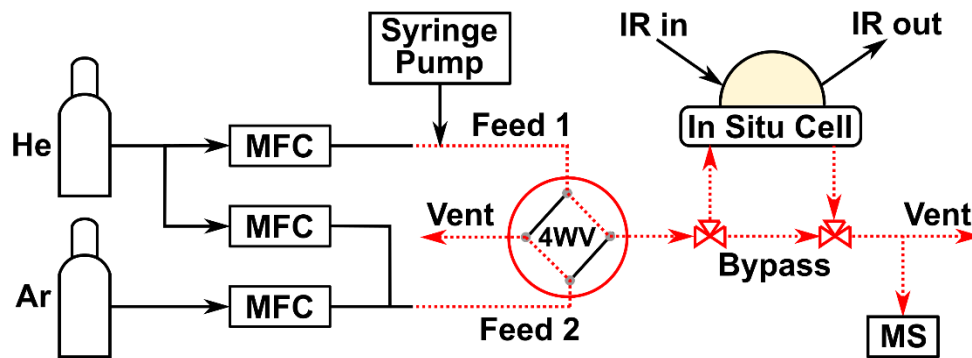 Syringe
Pump
IR in
IR out
He
MFC
Feed 1
In Situ Cell
MFC
Vent
4WV
Vent
Bypass
Ar
MFC
Feed 2
MS